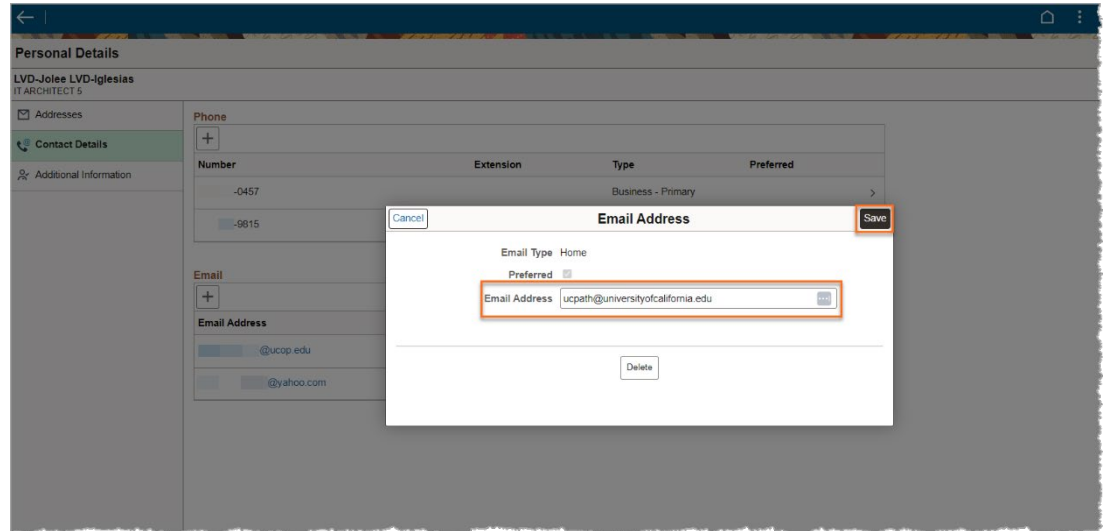 Personal Details
LVD-Jolee LVD-Iglesias
IT ARCHITECT 5
Addresses
Contact Details
Additional Information
Phone
+
Number Extension Type Preferred
-0457 Business - Primary >
-9815
Email
+
Email Address
@ucop.edu
@yahoo.com
Cancel Email Address Save
Email Type Home
Preferred
Email Address ucpath@universityofcalifornia.edu
Delete